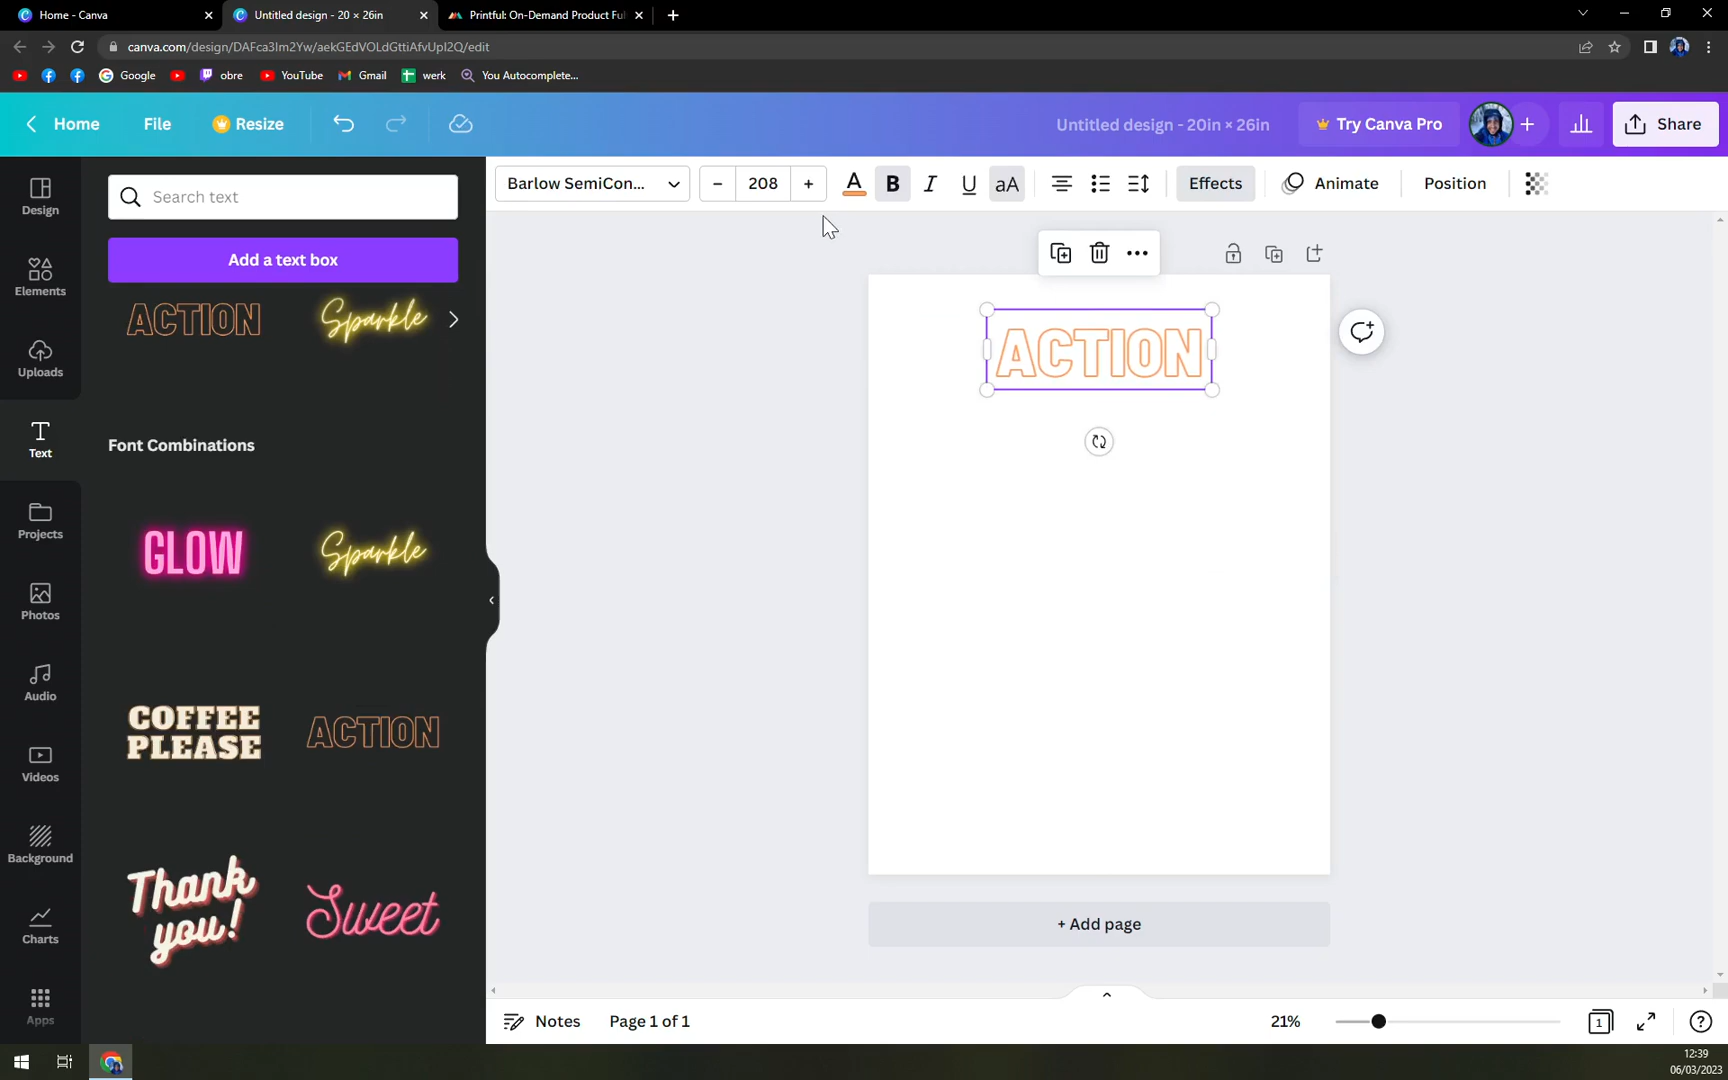 Home - Canva
Untitled design - 20 × 26in
Printful: On-Demand Product Ful
canva.com/design/DAFca3Im2Yw/aekGEdVOLdGttiAfvUpI2Q/edit
Google
obre
YouTube
Gmail
werk
You Autocomplete...
Home
File
Resize
Untitled design - 20in × 26in
Try Canva Pro
Share
Design
Elements
Uploads
Text
Projects
Photos
Audio
Videos
Background
Charts
Apps
Search text
Add a text box
ACTION
Sparkle
Font Combinations
GLOW
Sparkle
COFFEE
PLEASE
ACTION
Thank
you!
Sweet
Barlow SemiCon...
208
A
B
I
U
aA
Effects
Animate
Position
ACTION
+ Add page
Notes
Page 1 of 1
21%
1
12:39
06/03/2023